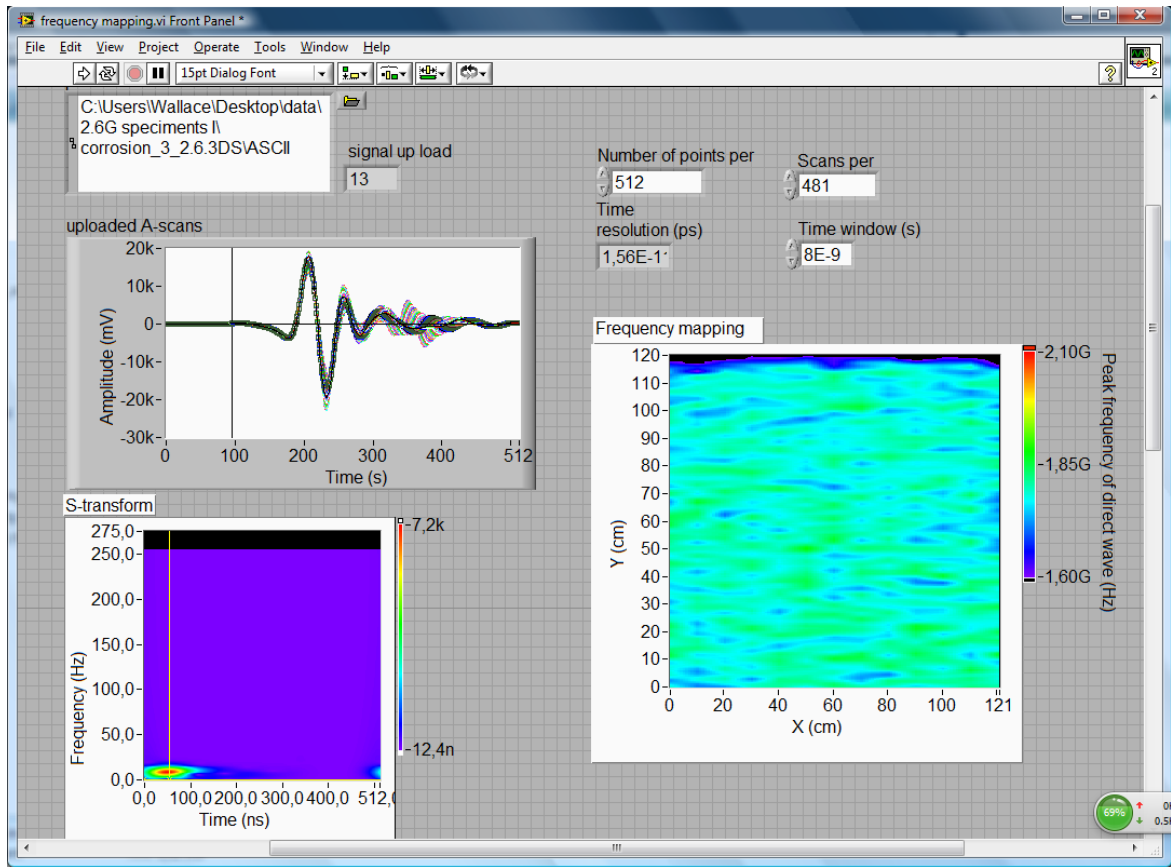 frequency mapping.vi Front Panel *
File Edit View Project Operate Tools Window Help
15pt Dialog Font
2
C:\Users\Wallace\Desktop\data\
2.6G speciments I\
corrosion_3_2.6.3DS\ASCII
signal up load
13
Number of points per
512
Scans per
481
Time
resolution (ps)
1,56E-1
Time window (s)
8E-9
uploaded A-scans
20k
10k
0
-10k
-20k
-30k
Amplitude (mV)
0 100 200 300 400 512
Time (s)
S-transform
275,0
250,0
200,0
150,0
100,0
50,0
0,0
Frequency (Hz)
0,0 100,0 200,0 300,0 400,0 512,0
Time (ns)
-7,2k
-12,4n
Frequency mapping
120
110
100
90
80
70
60
50
40
30
20
10
0
Y (cm)
0 20 40 60 80 100 121
X (cm)
-2,10G
-1,85G
-1,60G
Peak frequency of direct wave (Hz)
69%